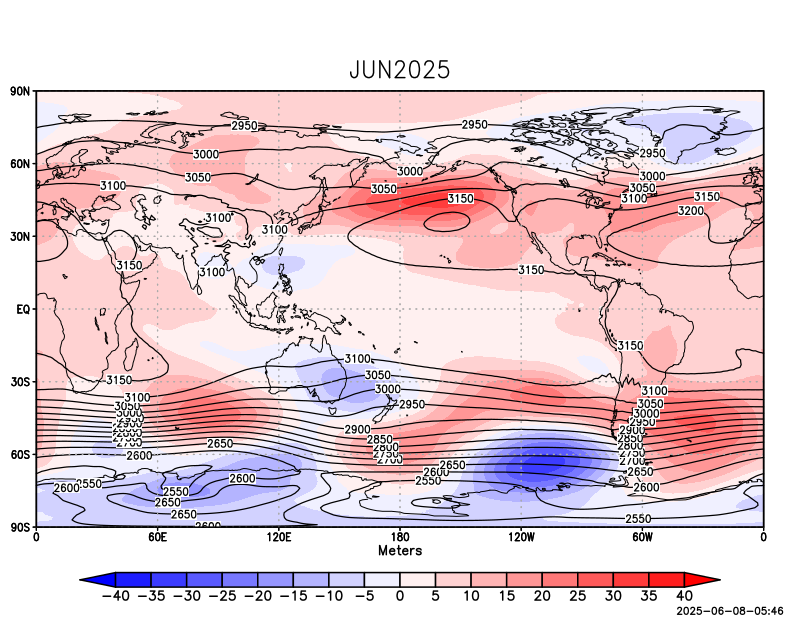 JUN2025
90N
2950 2950
2950
60N 3000 3000 3000
3050 3050 3050
3100 3150 3100 3150
3100 3200
30N 3100
3150 3100 3150
EQ
3150
3100
30S 3150 3050 3100
3100 3000 3050
3050 2950 3000
3000 2950
2900 2900
2650 2850 2850
2800 2800
60S 2600 2750 2750
2700 2700
2650 2650
2600 2550 2600 2600
2550 2600 2550
2650
2650 2550
90S 2600
0 60E 120E 180 120W 60W 0
Meters
−40 −35 −30 −25 −20 −15 −10 −5 0 5 10 15 20 25 30 35 40
2025-06-08-05:46